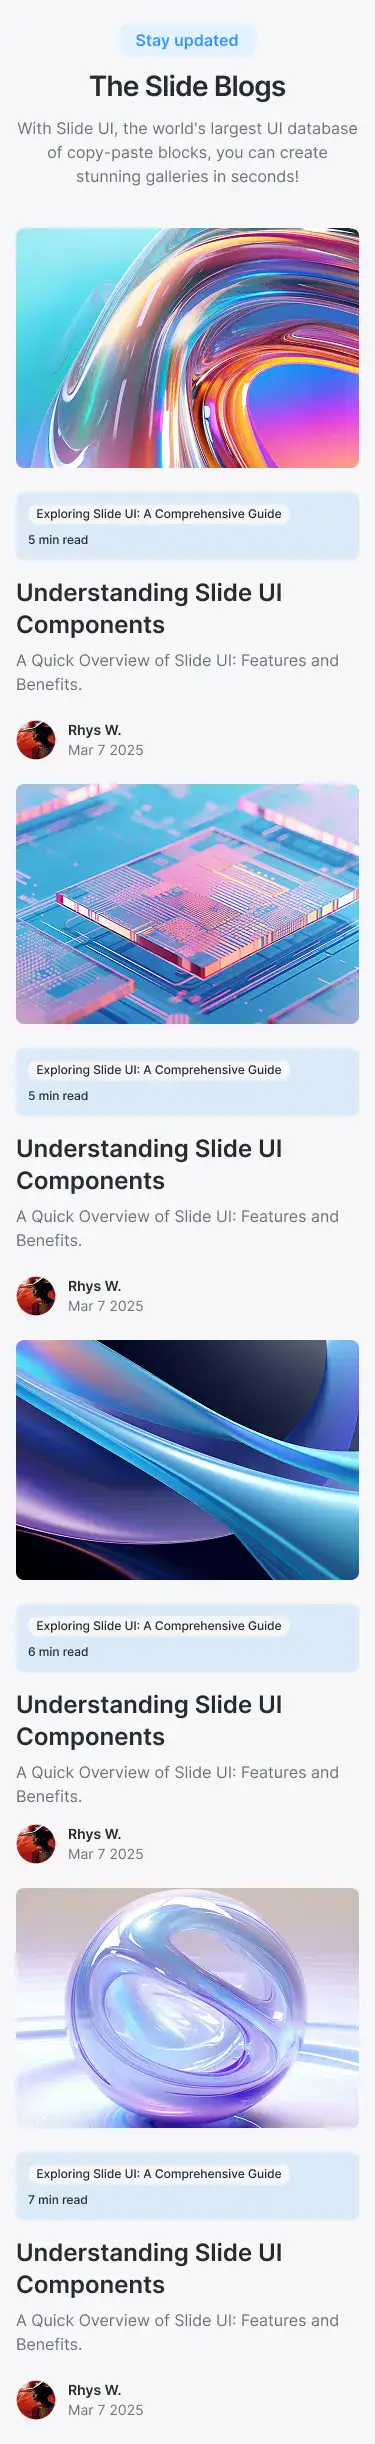 Stay updated
The Slide Blogs
With Slide UI, the world's largest UI database
of copy-paste blocks, you can create
stunning galleries in seconds!
Exploring Slide UI: A Comprehensive Guide
5 min read
Understanding Slide UI
Components
A Quick Overview of Slide UI: Features and
Benefits.
Rhys W.
Mar 7 2025
Exploring Slide UI: A Comprehensive Guide
5 min read
Understanding Slide UI
Components
A Quick Overview of Slide UI: Features and
Benefits.
Rhys W.
Mar 7 2025
Exploring Slide UI: A Comprehensive Guide
6 min read
Understanding Slide UI
Components
A Quick Overview of Slide UI: Features and
Benefits.
Rhys W.
Mar 7 2025
Exploring Slide UI: A Comprehensive Guide
7 min read
Understanding Slide UI
Components
A Quick Overview of Slide UI: Features and
Benefits.
Rhys W.
Mar 7 2025